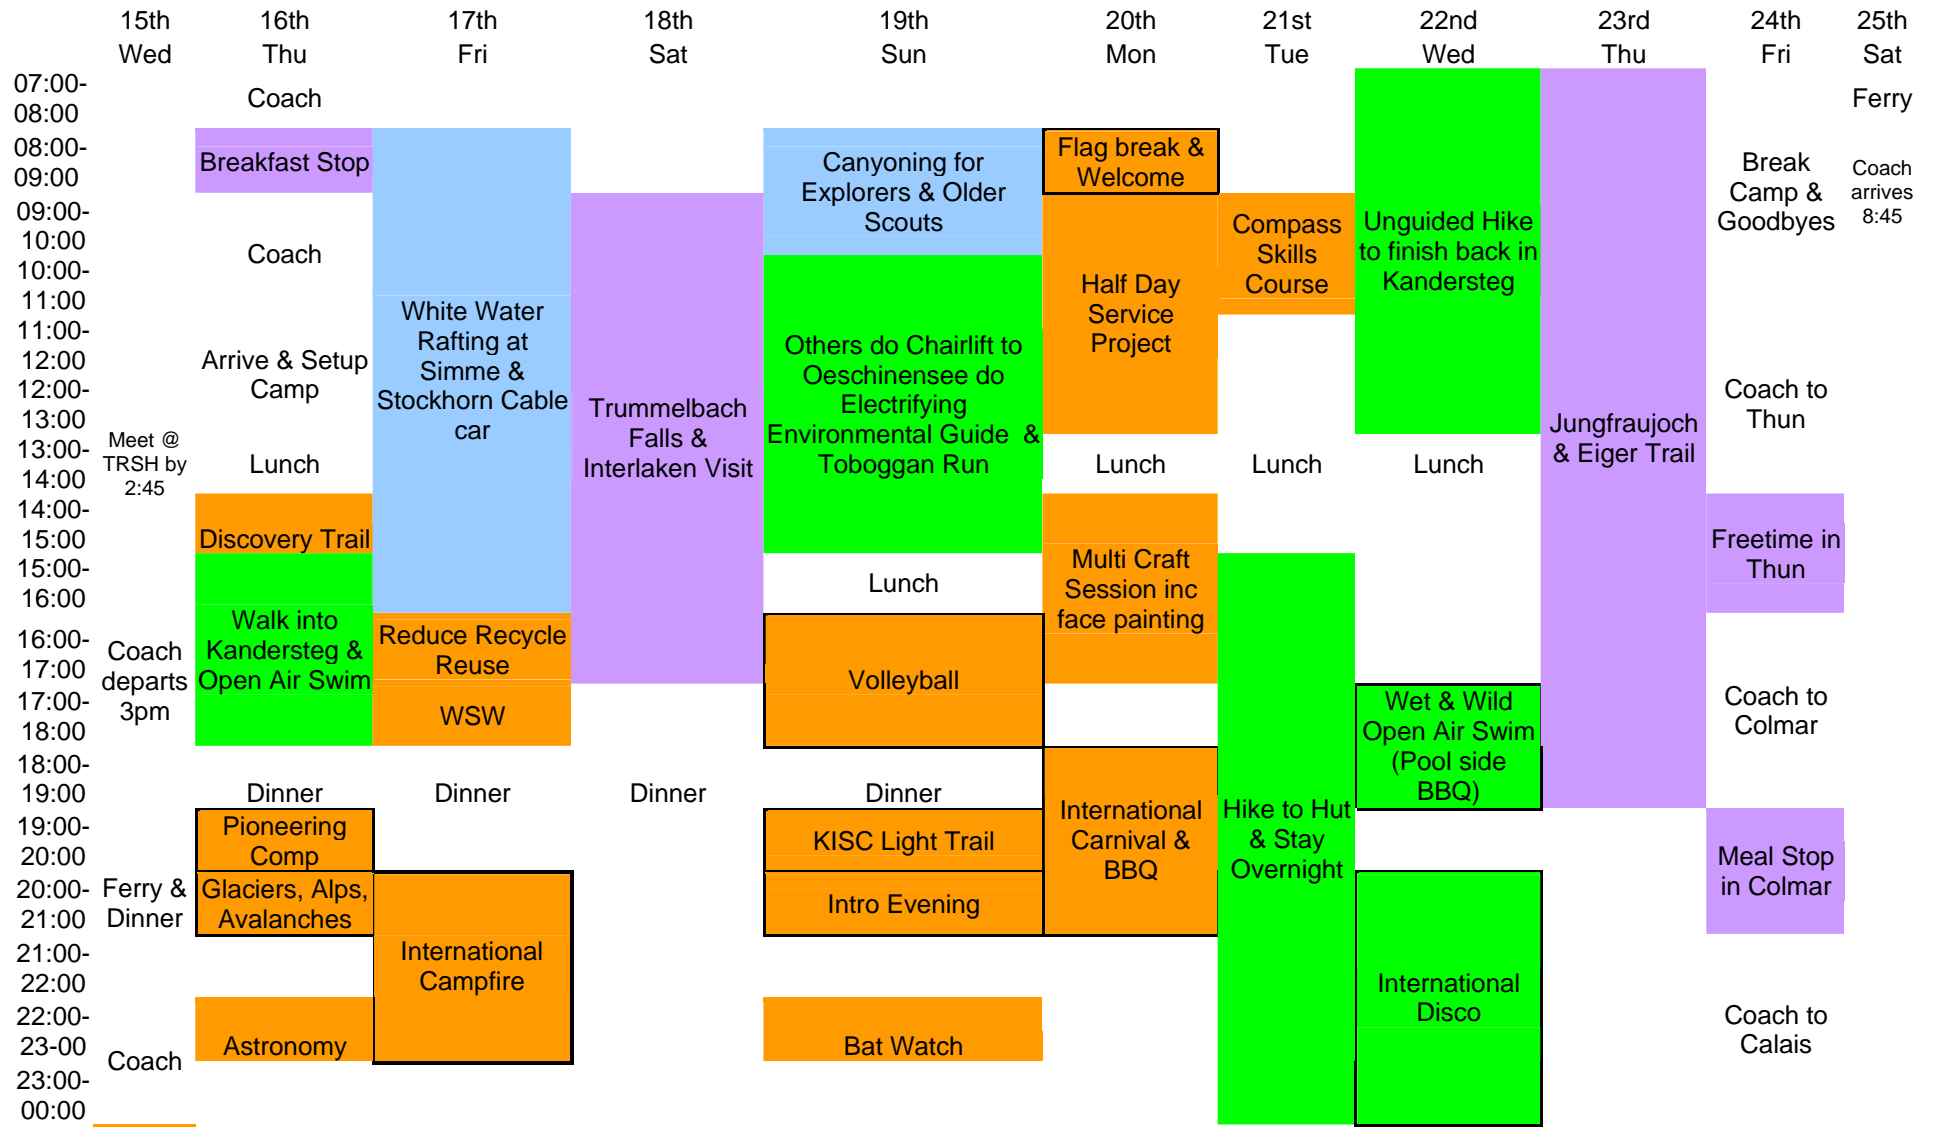 15th 16th 17th 18th 19th 20th 21st 22nd 23rd 24th 25th
Wed Thu Fri Sat Sun Mon Tue Wed Thu Fri Sat
07:00-
08:00
08:00-
09:00
09:00-
10:00
10:00-
11:00
11:00-
12:00
12:00-
13:00
13:00-
14:00
14:00-
15:00
15:00-
16:00
16:00-
17:00
17:00-
18:00
18:00-
19:00
19:00-
20:00
20:00-
21:00
21:00-
22:00
22:00-
23-00
23:00-
00:00
Meet @
TRSH by
2:45
Coach
departs
3pm
Ferry &
Dinner
Coach
Coach
Breakfast Stop
Coach
Arrive & Setup
Camp
Lunch
Discovery Trail
Walk into
Kandersteg &
Open Air Swim
Dinner
Pioneering
Comp
Glaciers, Alps,
Avalanches
Astronomy
White Water
Rafting at
Simme &
Stockhorn Cable
car
Reduce Recycle
Reuse
WSW
Dinner
International
Campfire
Trummelbach
Falls &
Interlaken Visit
Dinner
Canyoning for
Explorers & Older
Scouts
Others do Chairlift to
Oeschinensee do
Electrifying
Environmental Guide &
Toboggan Run
Lunch
Volleyball
Dinner
KISC Light Trail
Intro Evening
Bat Watch
Flag break &
Welcome
Half Day
Service
Project
Lunch
Multi Craft
Session inc
face painting
International
Carnival &
BBQ
Compass
Skills
Course
Lunch
Hike to Hut
& Stay
Overnight
Unguided Hike
to finish back in
Kandersteg
Lunch
Wet & Wild
Open Air Swim
(Pool side
BBQ)
International
Disco
Jungfraujoch
& Eiger Trail
Break
Camp &
Goodbyes
Coach to
Thun
Freetime in
Thun
Coach to
Colmar
Meal Stop
in Colmar
Coach to
Calais
Ferry
Coach
arrives
8:45